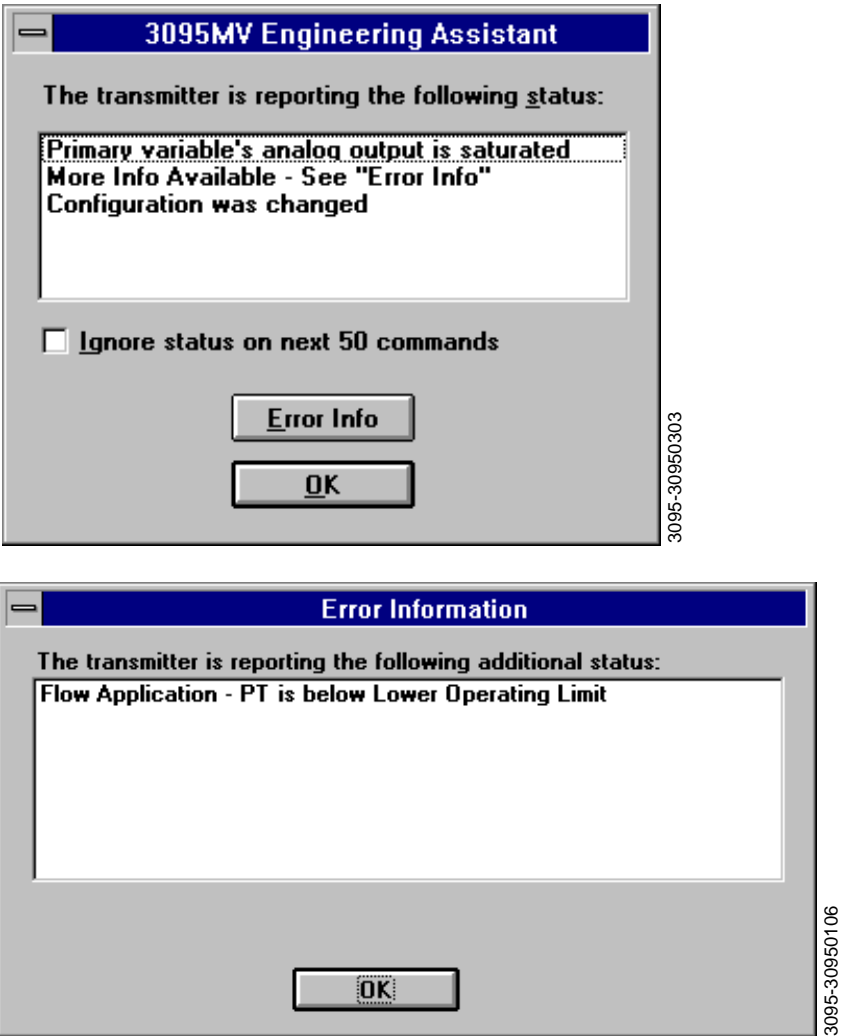 3095MV Engineering Assistant
The transmitter is reporting the following status:
Primary variable's analog output is saturated
More Info Available - See "Error Info"
Configuration was changed
Ignore status on next 50 commands
Error Info
OK
3095-30950303
Error Information
The transmitter is reporting the following additional status:
Flow Application - PT is below Lower Operating Limit
OK
3095-30950106